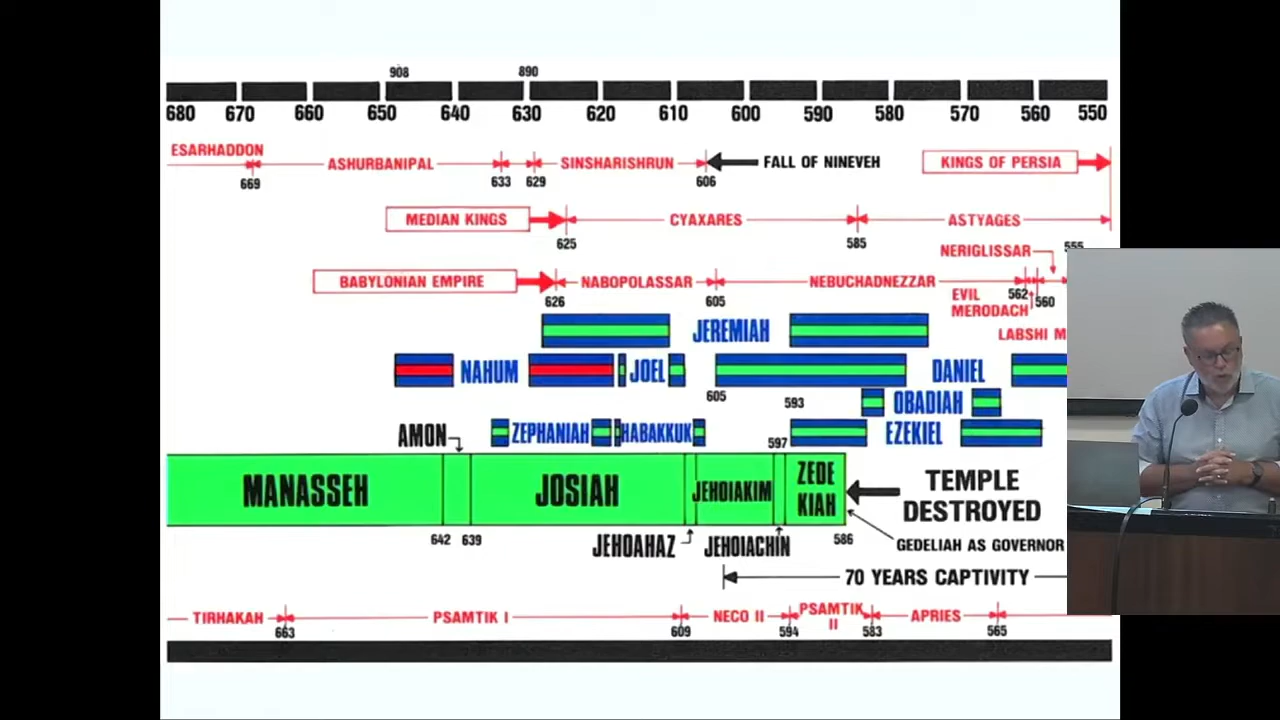 908 890
680 670 660 650 640 630 620 610 600 590 580 570 560 550
ESARHADDON
ASHURBANIPAL SINSHARISHRUN FALL OF NINEVEH KINGS OF PERSIA
669 633 629 606
MEDIAN KINGS CYAXARES ASTYAGES
625 585
NERIGLISSAR 555
BABYLONIAN EMPIRE NABOPOLASSAR NEBUCHADNEZZAR
626 605 EVIL MERODACH 562 560
JEREMIAH LABSHI M
NAHUM JOEL DANIEL
605 593 OBADIAH
AMON ZEPHANIAH HABAKKUK 597 EZEKIEL
MANASSEH JOSIAH JEHOIAKIM ZEDE KIAH TEMPLE DESTROYED
642 639 JEHOAHAZ JEHOIACHIN 586 GEDELIAH AS GOVERNOR
70 YEARS CAPTIVITY
TIRHAKAH PSAMTIK I NECO II PSAMTIK II APRIES
663 609 594 583 565